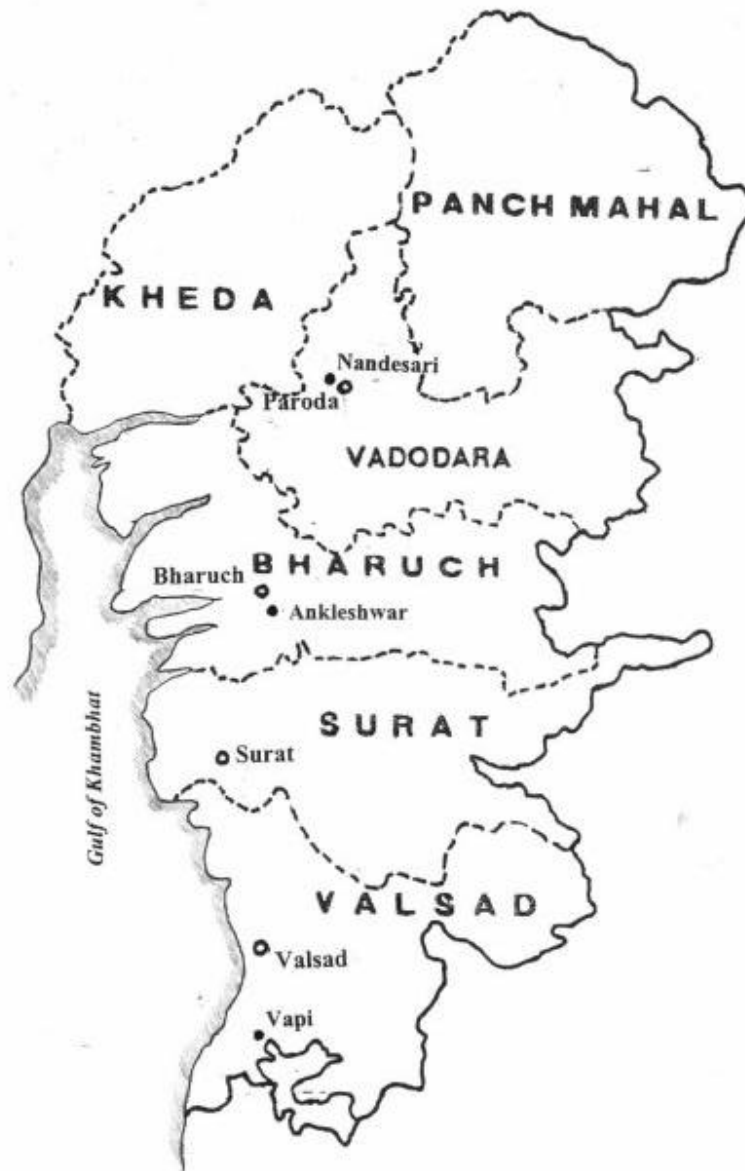 PANCH MAHAL
KHEDA
Nandesari
Paroda
VADODARA
BHARUCH
Bharuch
Ankleshwar
SURAT
Surat
Gulf of Khambhat
VALSAD
Valsad
Vapi